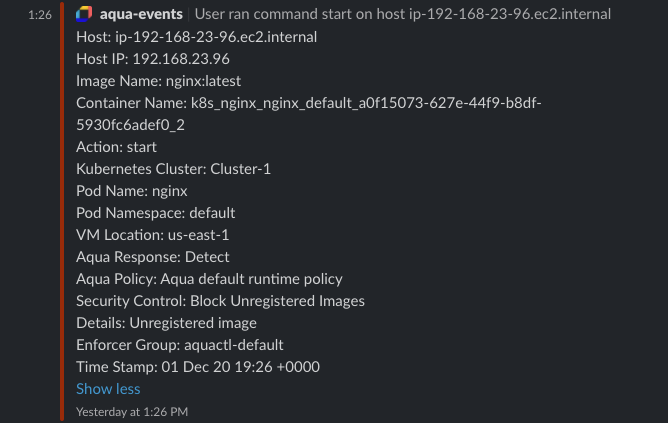 1:26 aqua-events | User ran command start on host ip-192-168-23-96.ec2.internal
Host: ip-192-168-23-96.ec2.internal
Host IP: 192.168.23.96
Image Name: nginx:latest
Container Name: k8s_nginx_nginx_default_a0f15073-627e-44f9-b8df-
5930fc6adef0_2
Action: start
Kubernetes Cluster: Cluster-1
Pod Name: nginx
Pod Namespace: default
VM Location: us-east-1
Aqua Response: Detect
Aqua Policy: Aqua default runtime policy
Security Control: Block Unregistered Images
Details: Unregistered image
Enforcer Group: aquactl-default
Time Stamp: 01 Dec 20 19:26 +0000
Show less
Yesterday at 1:26 PM